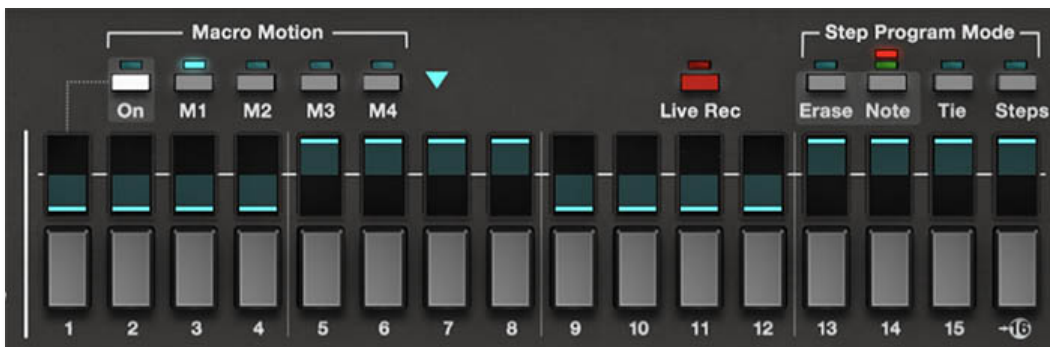 Macro Motion
Step Program Mode
On M1 M2 M3 M4 Live Rec Erase Note Tie Steps
1 2 3 4 5 6 7 8 9 10 11 12 13 14 15 →16